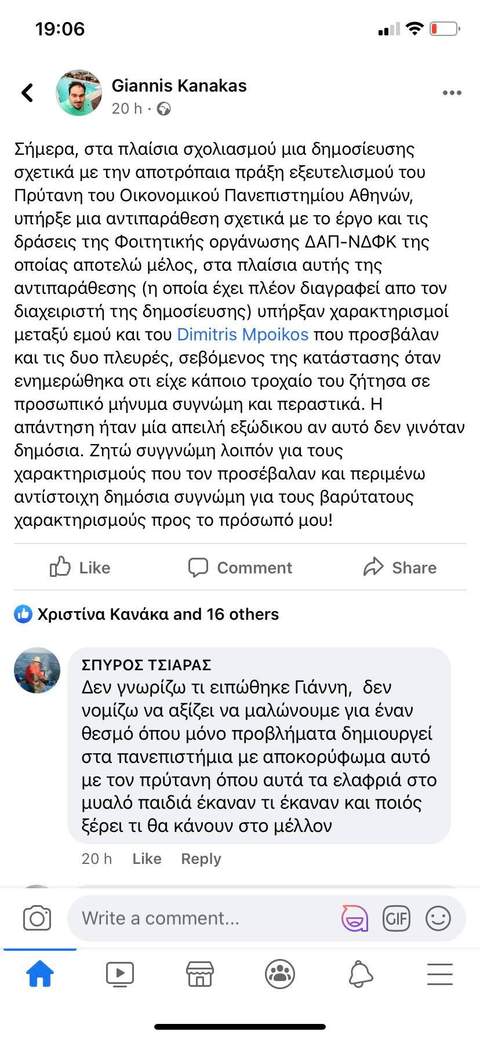 19:06
Giannis Kanakas
20 h ·
Σήμερα, στα πλαίσια σχολιασμού μια δημοσίευσης
σχετικά με την αποτρόπαια πράξη εξευτελισμού του
Πρύτανη του Οικονομικού Πανεπιστημίου Αθηνών,
υπήρξε μια αντιπαράθεση σχετικά με το έργο και τις
δράσεις της Φοιτητικής οργάνωσης ΔΑΠ-ΝΔΦΚ της
οποίας αποτελώ μέλος, στα πλαίσια αυτής της
αντιπαράθεσης (η οποία έχει πλέον διαγραφεί απο τον
διαχειριστή της δημοσίευσης) υπήρξαν χαρακτηρισμοί
μεταξύ εμού και του Dimitris Mpoikos που προσβάλαν
και τις δυο πλευρές, σεβόμενος της κατάστασης όταν
ενημερώθηκα οτι είχε κάποιο τροχαίο του ζήτησα σε
προσωπικό μήνυμα συγνώμη και περαστικά. Η
απάντηση ήταν μία απειλή εξώδικου αν αυτό δεν γινόταν
δημόσια. Ζητώ συγγνώμη λοιπόν για τους
χαρακτηρισμούς που τον προσέβαλαν και περιμένω
αντίστοιχη δημόσια συγνώμη για τους βαρύτατους
χαρακτηρισμούς προς το πρόσωπό μου!
Like Comment Share
Χριστίνα Κανάκα and 16 others
ΣΠΥΡΟΣ ΤΣΙΑΡΑΣ
Δεν γνωρίζω τι ειπώθηκε Γιάννη, δεν
νομίζω να αξίζει να μαλώνουμε για έναν
θεσμό όπου μόνο προβλήματα δημιουργεί
στα πανεπιστήμια με αποκορύφωμα αυτό
με τον πρύτανη όπου αυτά τα ελαφριά στο
μυαλό παιδιά έκαναν τι έκαναν και ποιός
ξέρει τι θα κάνουν στο μέλλον
20 h Like Reply
Write a comment...
GIF